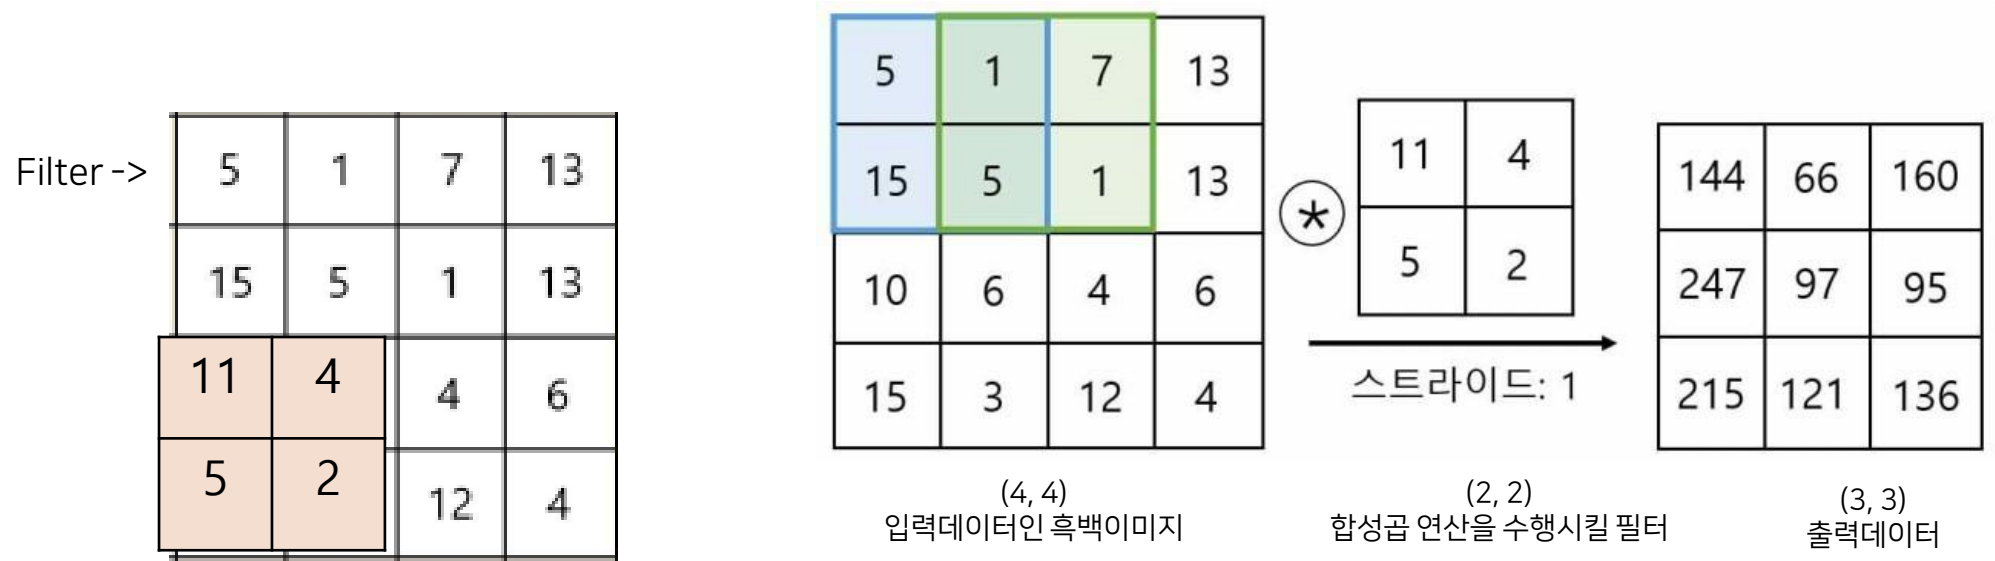 Filter ->
5 1 7 13
15 5 1 13
11 4 4 6
5 2 12 4
5 1 7 13
15 5 1 13
10 6 4 6
15 3 12 4
(4, 4)
입력데이터인 흑백이미지
*
11 4
5 2
스트라이드: 1
(2, 2)
합성곱 연산을 수행시킬 필터
144 66 160
247 97 95
215 121 136
(3, 3)
출력데이터